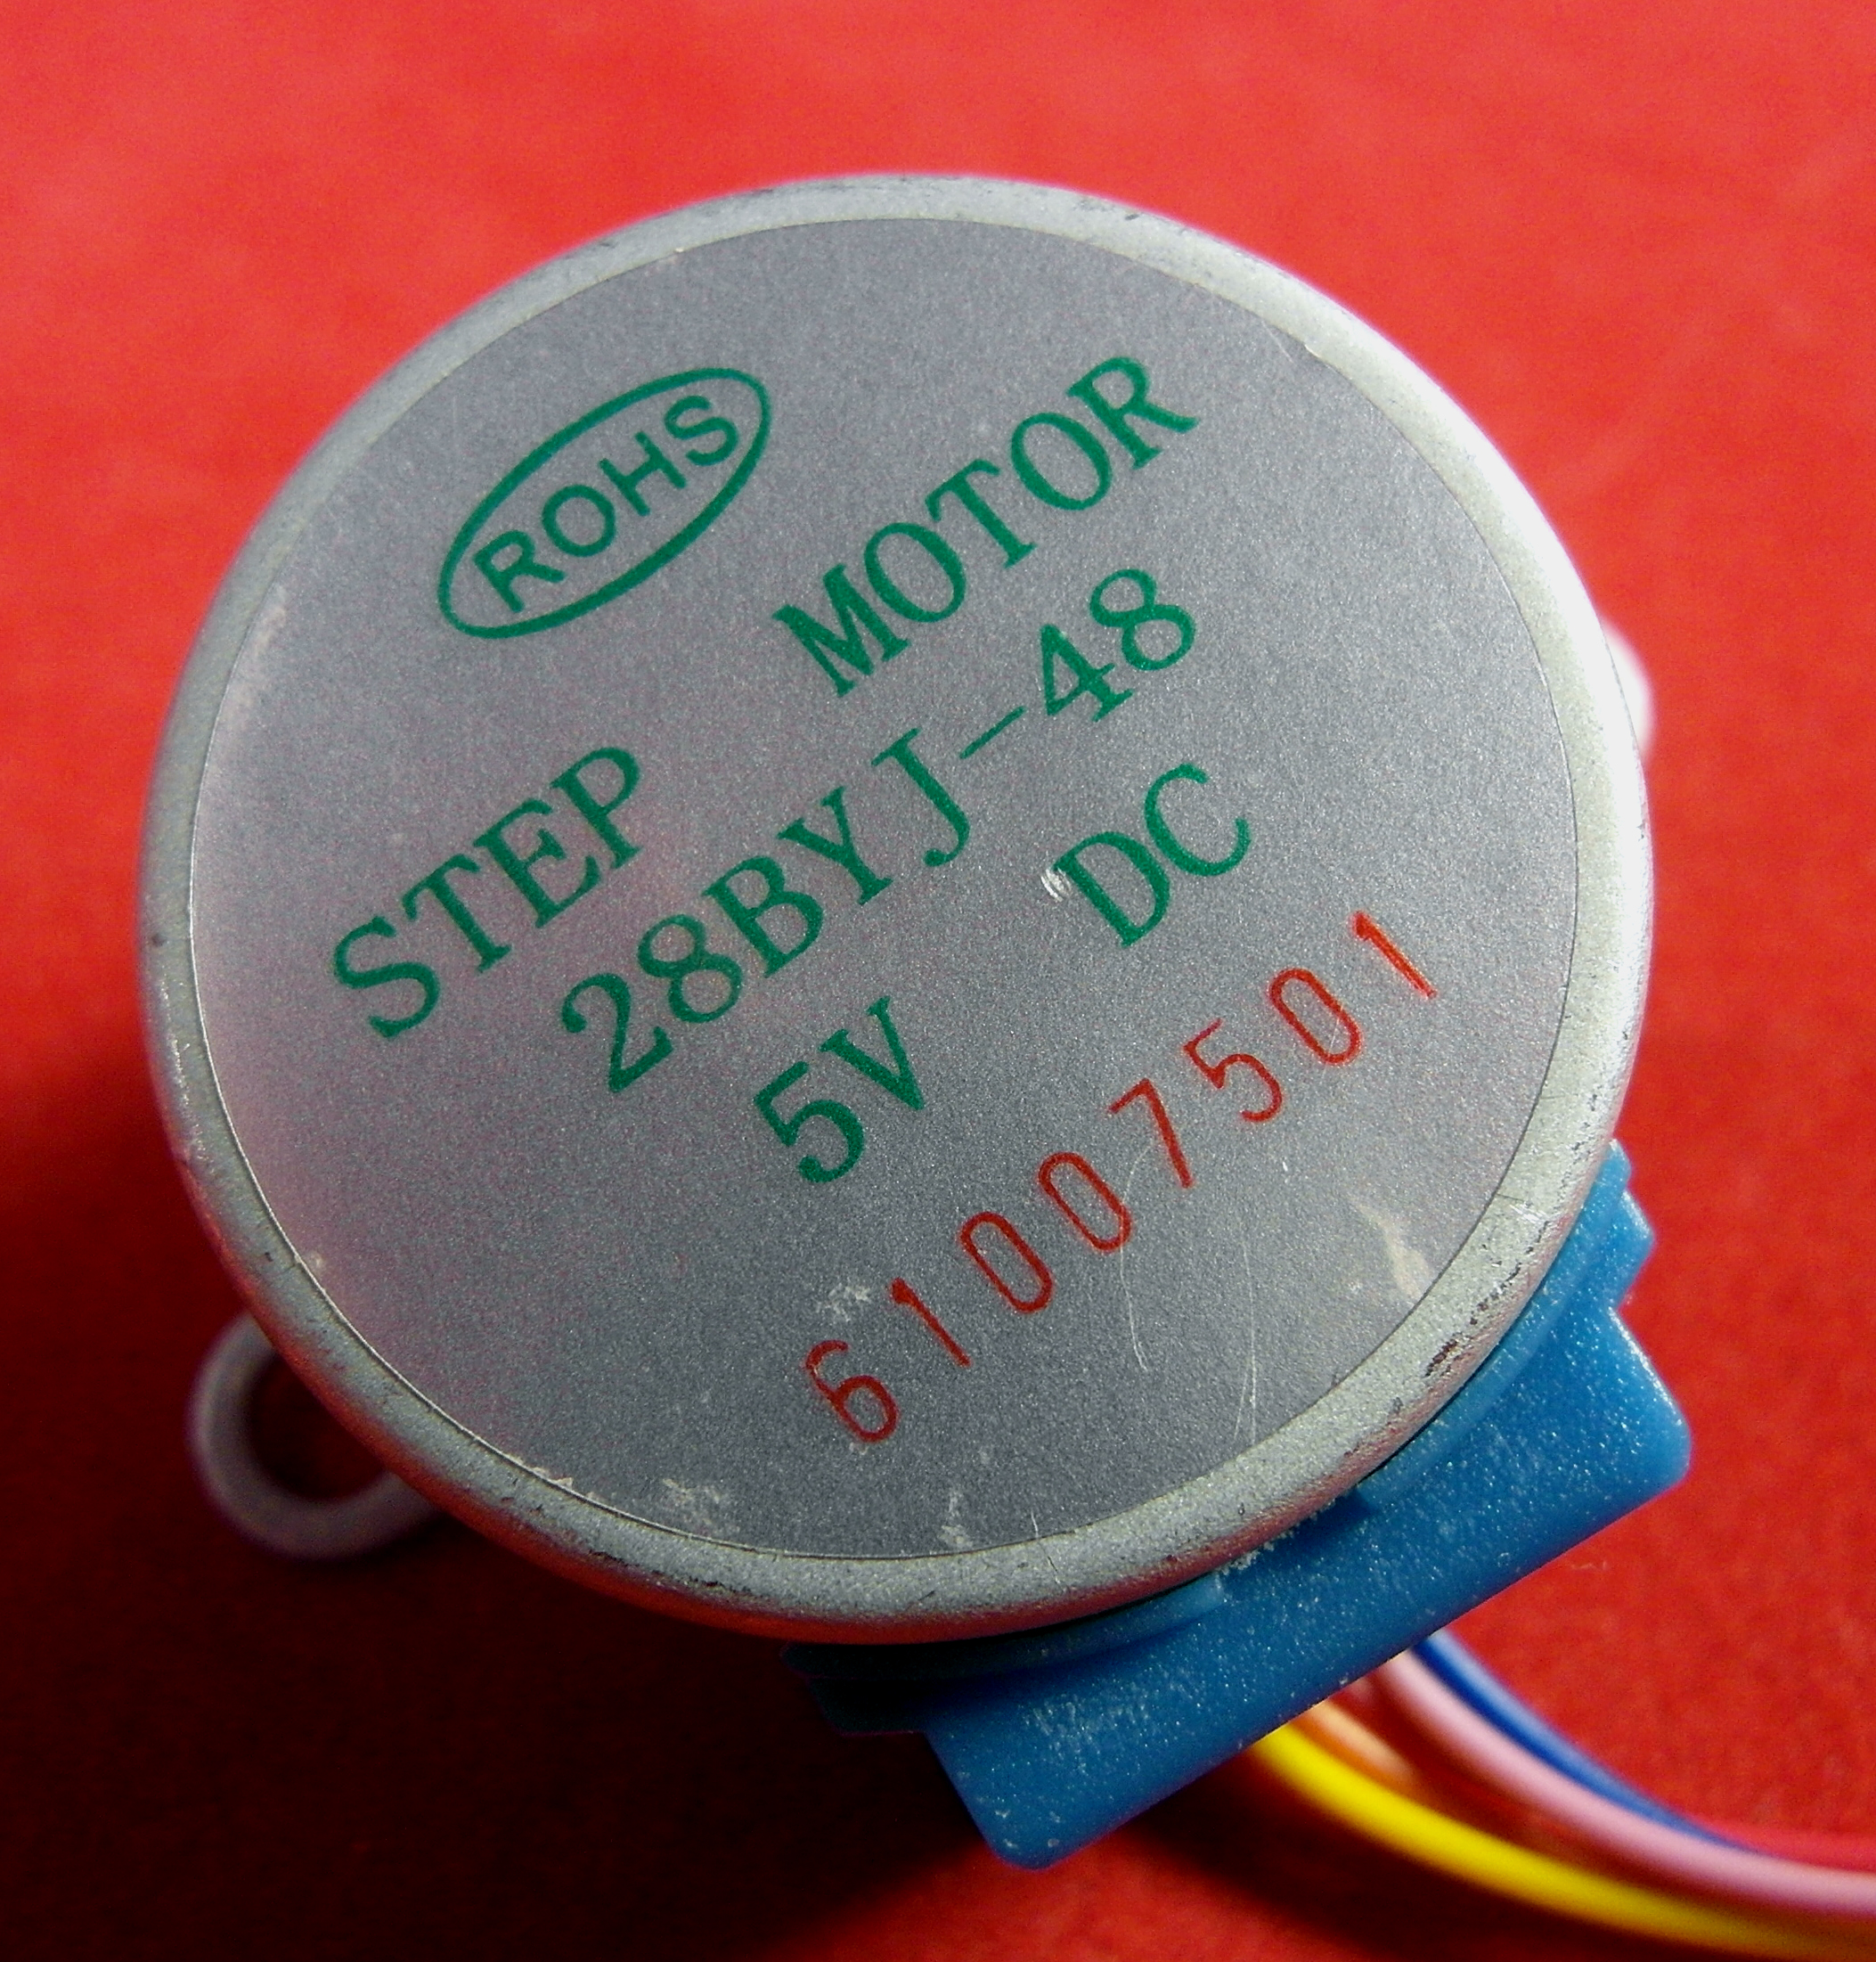 ROHS
STEP MOTOR
28BYJ-48
5V DC
61007501